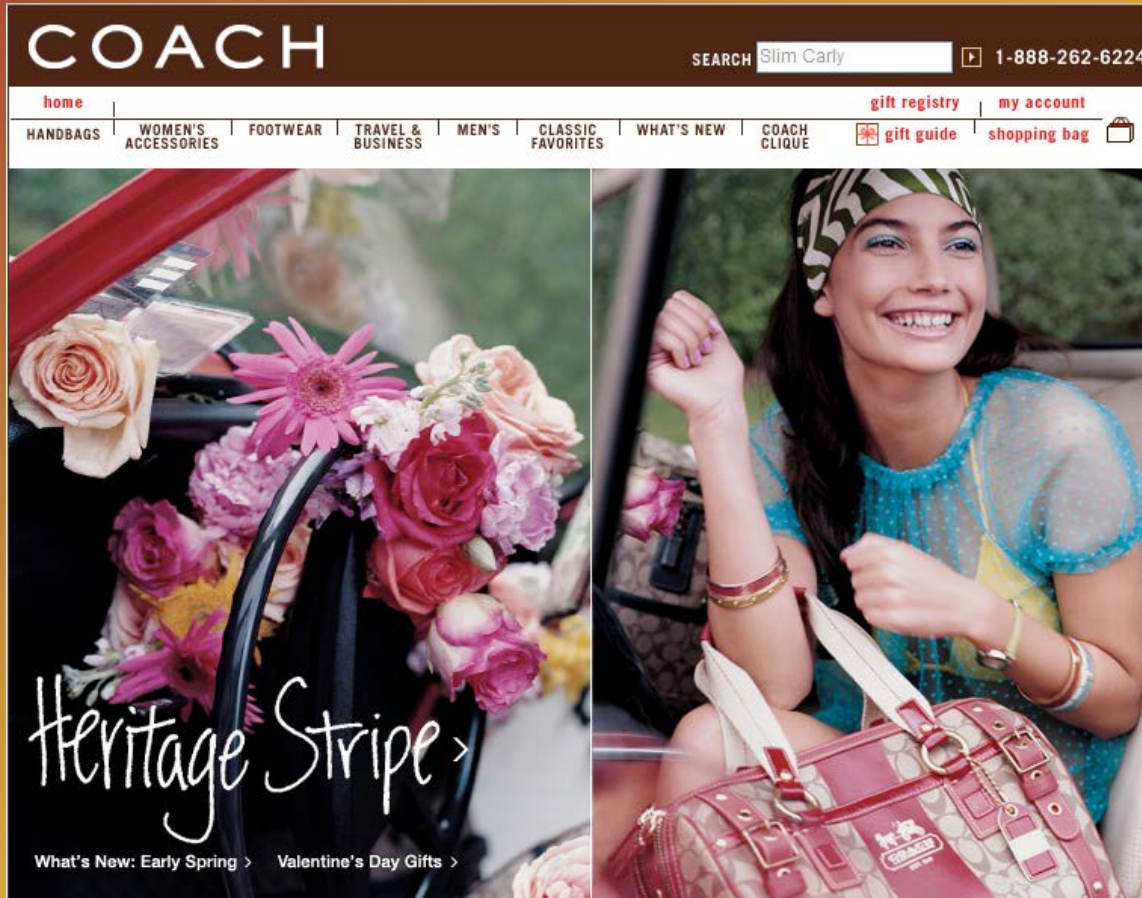 COACH
SEARCH Slim Carly 1-888-262-6224
home
gift registry my account
HANDBAGS
WOMEN'S
ACCESSORIES
FOOTWEAR
TRAVEL &
BUSINESS
MEN'S
CLASSIC
FAVORITES
WHAT'S NEW
COACH
CLIQUE
gift guide
shopping bag
Heritage Stripe >
What's New: Early Spring > Valentine's Day Gifts >
COACH